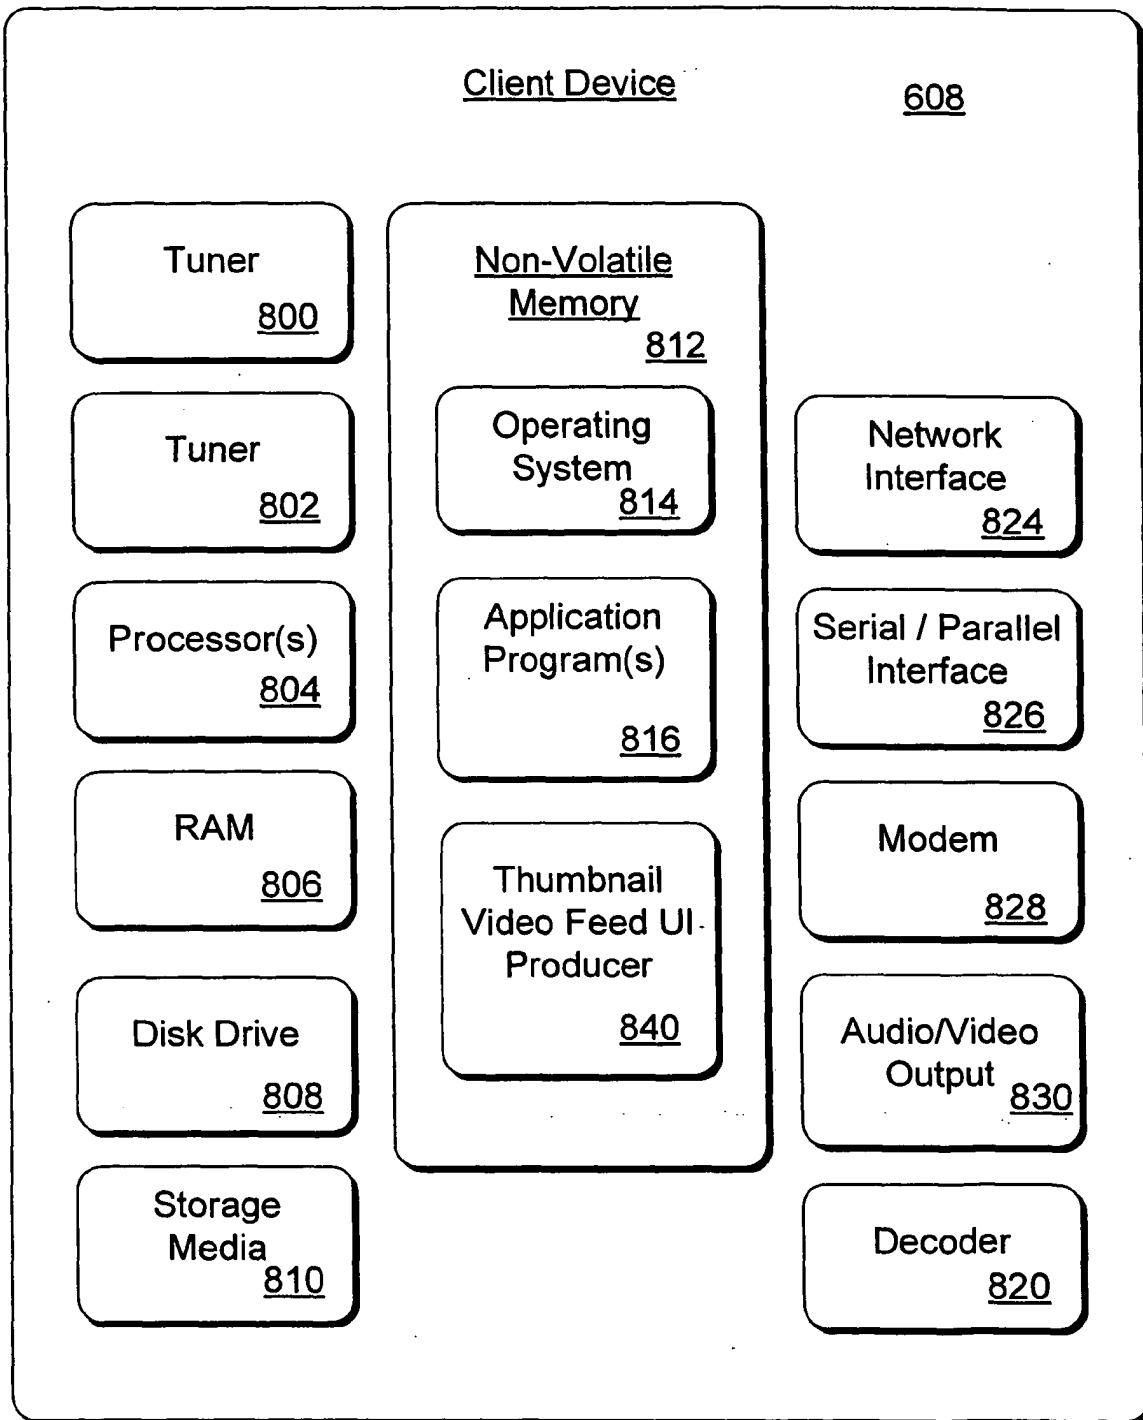 Client Device
608
Tuner
800
Tuner
802
Processor(s)
804
RAM
806
Disk Drive
808
Storage
Media
810
Non-Volatile
Memory
812
Operating
System
814
Application
Program(s)
816
Thumbnail
Video Feed UI
Producer
840
Network
Interface
824
Serial / Parallel
Interface
826
Modem
828
Audio/Video
Output
830
Decoder
820